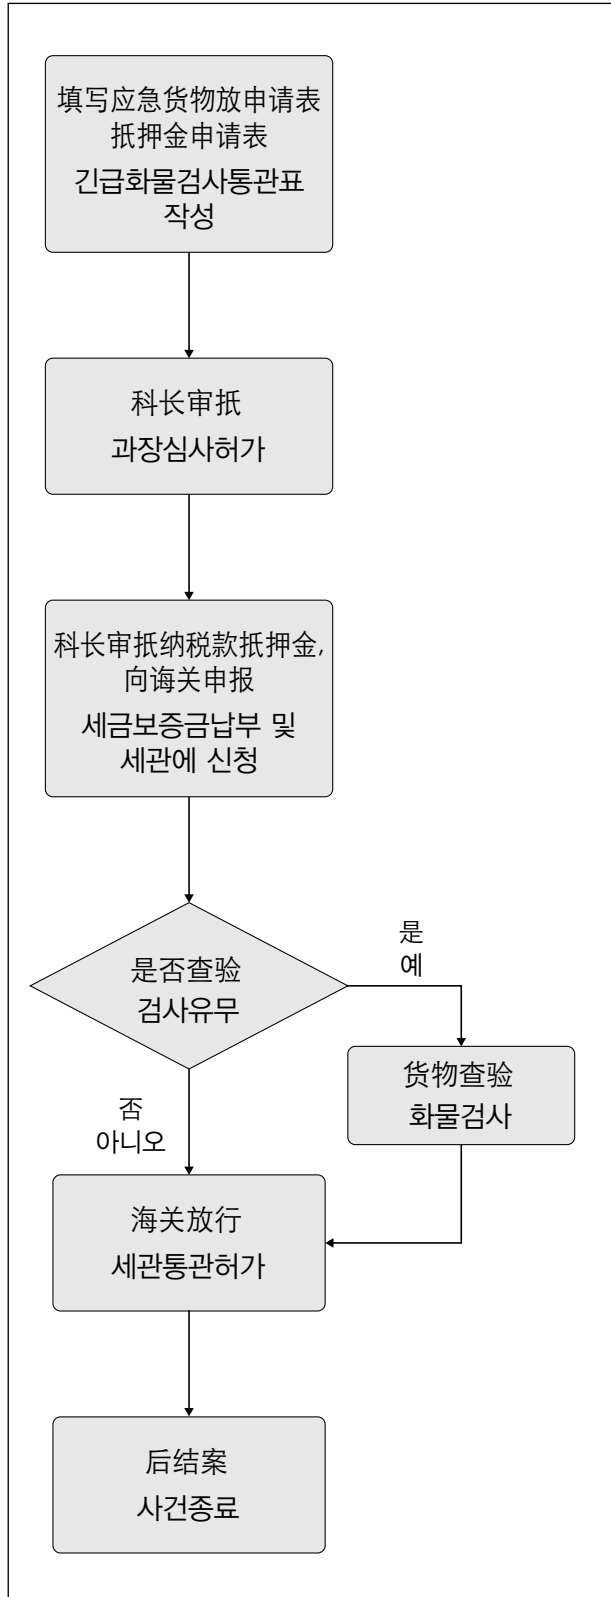 填写应急货物放申请表
抵押金申请表
긴급화물검사통관표
작성
科长审抵
과장심사허가
科长审抵纳税款抵押金,
向诲关申报
세금보증금납부 및
세관에 신청
是否查验
검사유무
是
예
货物查验
화물검사
否
아니오
海关放行
세관통관허가
后结案
사건종료